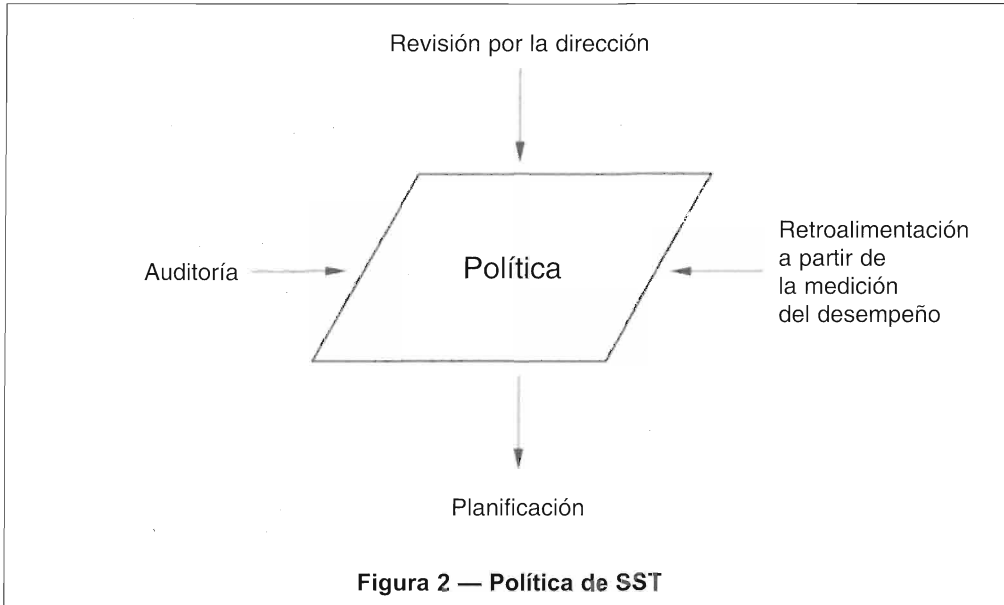 Revisión por la dirección
Auditoría
Política
Retroalimentación
a partir de
la medición
del desempeño
Planificación
Figura 2 — Política de SST